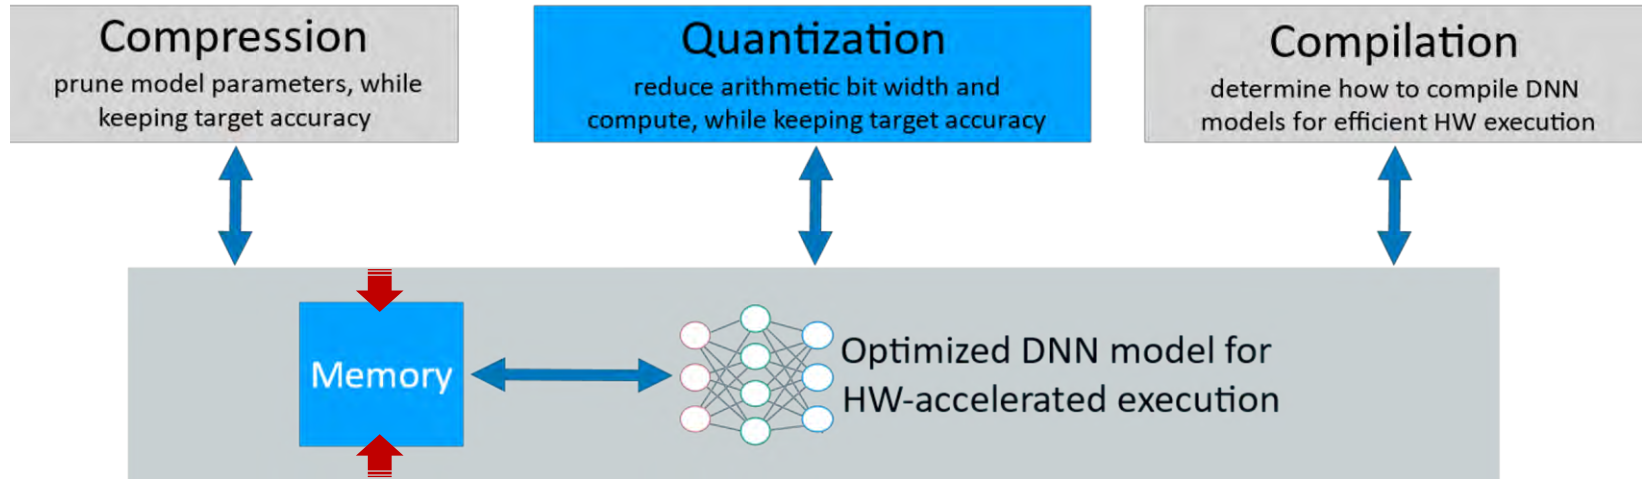 Compression
prune model parameters, while
keeping target accuracy
Quantization
reduce arithmetic bit width and
compute, while keeping target accuracy
Compilation
determine how to compile DNN
models for efficient HW execution
Memory
Optimized DNN model for
HW-accelerated execution